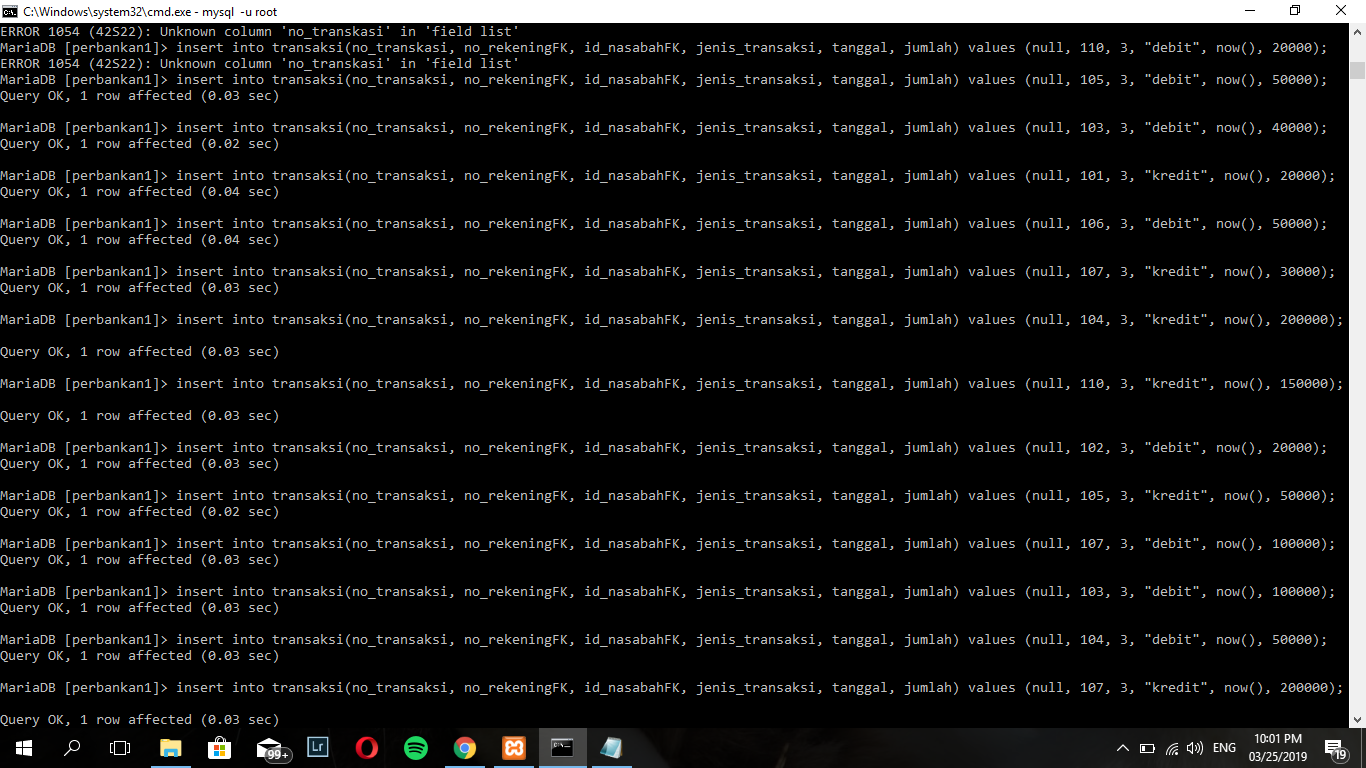 C:\Windows\system32\cmd.exe - mysql -u root
ERROR 1054 (42S22): Unknown column 'no_transkasi' in 'field list'
MariaDB [perbankan1]> insert into transaksi(no_transkasi, no_rekeningFK, id_nasabahFK, jenis_transaksi, tanggal, jumlah) values (null, 110, 3, "debit", now(), 20000);
ERROR 1054 (42S22): Unknown column 'no_transkasi' in 'field list'
MariaDB [perbankan1]> insert into transaksi(no_transaksi, no_rekeningFK, id_nasabahFK, jenis_transaksi, tanggal, jumlah) values (null, 105, 3, "debit", now(), 50000);
Query OK, 1 row affected (0.03 sec)
MariaDB [perbankan1]> insert into transaksi(no_transaksi, no_rekeningFK, id_nasabahFK, jenis_transaksi, tanggal, jumlah) values (null, 103, 3, "debit", now(), 40000);
Query OK, 1 row affected (0.02 sec)
MariaDB [perbankan1]> insert into transaksi(no_transaksi, no_rekeningFK, id_nasabahFK, jenis_transaksi, tanggal, jumlah) values (null, 101, 3, "kredit", now(), 20000);
Query OK, 1 row affected (0.04 sec)
MariaDB [perbankan1]> insert into transaksi(no_transaksi, no_rekeningFK, id_nasabahFK, jenis_transaksi, tanggal, jumlah) values (null, 106, 3, "debit", now(), 50000);
Query OK, 1 row affected (0.04 sec)
MariaDB [perbankan1]> insert into transaksi(no_transaksi, no_rekeningFK, id_nasabahFK, jenis_transaksi, tanggal, jumlah) values (null, 107, 3, "kredit", now(), 30000);
Query OK, 1 row affected (0.03 sec)
MariaDB [perbankan1]> insert into transaksi(no_transaksi, no_rekeningFK, id_nasabahFK, jenis_transaksi, tanggal, jumlah) values (null, 104, 3, "kredit", now(), 200000);
Query OK, 1 row affected (0.03 sec)
MariaDB [perbankan1]> insert into transaksi(no_transaksi, no_rekeningFK, id_nasabahFK, jenis_transaksi, tanggal, jumlah) values (null, 110, 3, "kredit", now(), 150000);
Query OK, 1 row affected (0.03 sec)
MariaDB [perbankan1]> insert into transaksi(no_transaksi, no_rekeningFK, id_nasabahFK, jenis_transaksi, tanggal, jumlah) values (null, 102, 3, "debit", now(), 20000);
Query OK, 1 row affected (0.03 sec)
MariaDB [perbankan1]> insert into transaksi(no_transaksi, no_rekeningFK, id_nasabahFK, jenis_transaksi, tanggal, jumlah) values (null, 105, 3, "kredit", now(), 50000);
Query OK, 1 row affected (0.02 sec)
MariaDB [perbankan1]> insert into transaksi(no_transaksi, no_rekeningFK, id_nasabahFK, jenis_transaksi, tanggal, jumlah) values (null, 107, 3, "debit", now(), 100000);
Query OK, 1 row affected (0.03 sec)
MariaDB [perbankan1]> insert into transaksi(no_transaksi, no_rekeningFK, id_nasabahFK, jenis_transaksi, tanggal, jumlah) values (null, 103, 3, "debit", now(), 100000);
Query OK, 1 row affected (0.03 sec)
MariaDB [perbankan1]> insert into transaksi(no_transaksi, no_rekeningFK, id_nasabahFK, jenis_transaksi, tanggal, jumlah) values (null, 104, 3, "debit", now(), 50000);
Query OK, 1 row affected (0.03 sec)
MariaDB [perbankan1]> insert into transaksi(no_transaksi, no_rekeningFK, id_nasabahFK, jenis_transaksi, tanggal, jumlah) values (null, 107, 3, "kredit", now(), 200000);
Query OK, 1 row affected (0.03 sec)
99+
Lr
ENG
10:01 PM
03/25/2019
19